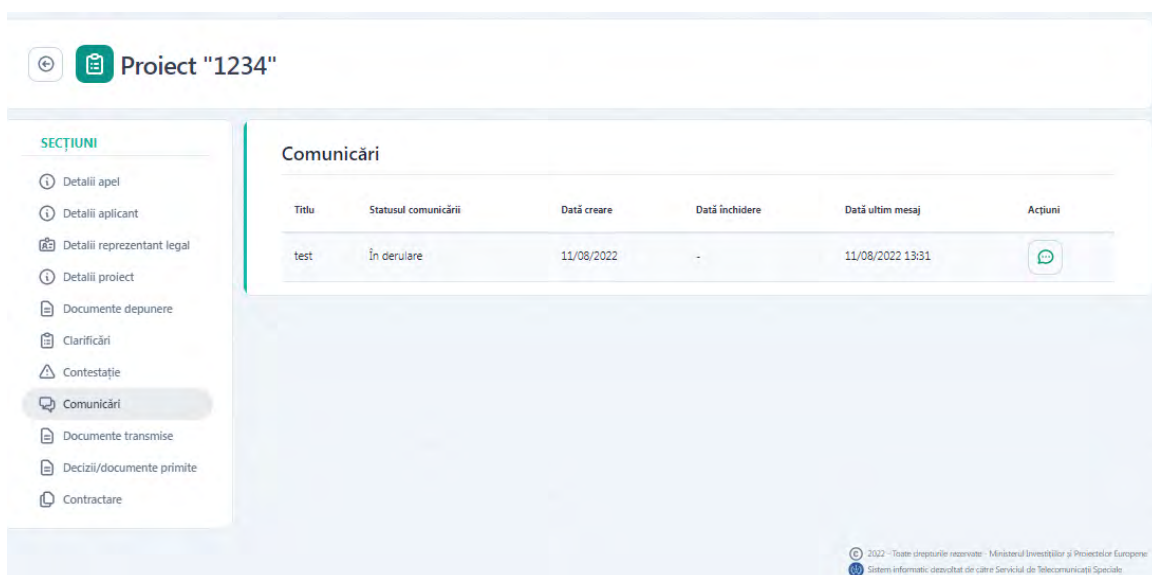 Proiect "1234"
SECȚIUNI
Detalii apel
Detalii aplicant
Detalii reprezentant legal
Detalii proiect
Documente depunere
Clarificări
Contestație
Comunicări
Documente transmise
Decizii/documente primite
Contractare
Comunicări
Titlu Statusul comunicării Dată creare Dată închidere Dată ultim mesaj Acțiuni
test În derulare 11/08/2022 - 11/08/2022 13:31
© 2022 - Toate drepturile rezervate - Ministerul Investițiilor și Proiectelor Europene
Sistem informatic dezvoltat de către Serviciul de Telecomunicații Speciale